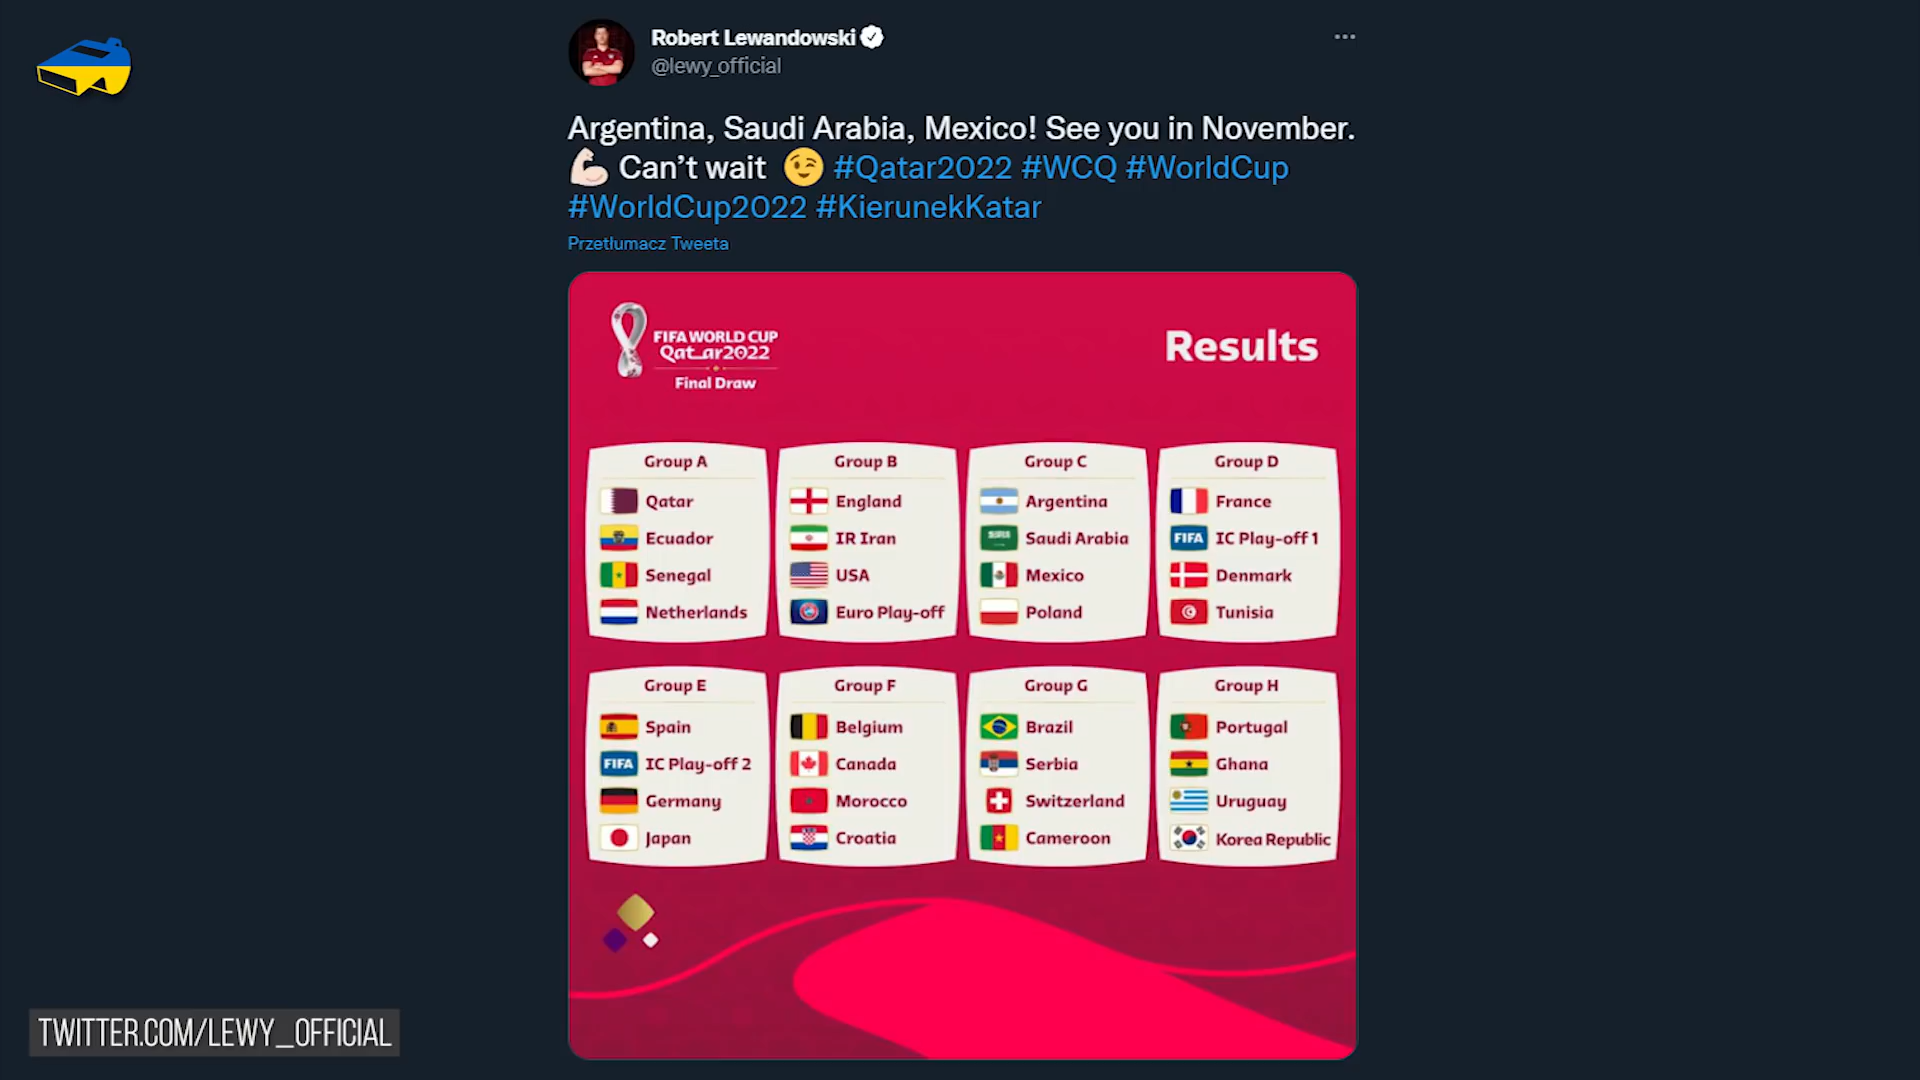 Robert Lewandowski
@lewy_official
Argentina, Saudi Arabia, Mexico! See you in November.
💪🏻 Can’t wait 😉 #Qatar2022 #WCQ #WorldCup
#WorldCup2022 #KierunekKatar
Przetłumacz Tweeta
FIFA WORLD CUP
Qatar2022
Final Draw
Results
Group A
Qatar
Ecuador
Senegal
Netherlands
Group B
England
IR Iran
USA
Euro Play-off
Group C
Argentina
Saudi Arabia
Mexico
Poland
Group D
France
FIFA IC Play-off 1
Denmark
Tunisia
Group E
Spain
FIFA IC Play-off 2
Germany
Japan
Group F
Belgium
Canada
Morocco
Croatia
Group G
Brazil
Serbia
Switzerland
Cameroon
Group H
Portugal
Ghana
Uruguay
Korea Republic
TWITTER.COM/LEWY_OFFICIAL